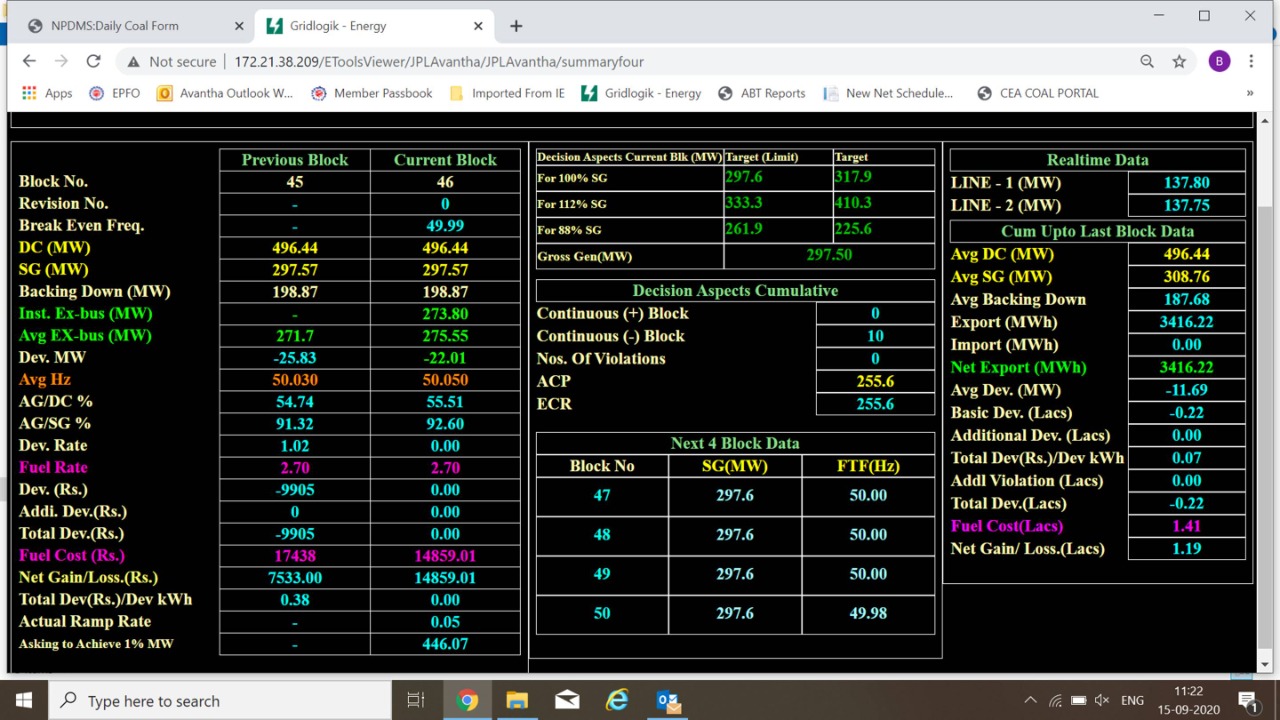 NPDMS:Daily Coal Form
Gridlogik - Energy
Not secure | 172.21.38.209/EToolsViewer/JPLAvantha/JPLAvantha/summaryfour
B
Apps EPFO Avantha Outlook W... Member Passbook Imported From IE Gridlogik - Energy ABT Reports New Net Schedule... CEA COAL PORTAL »
Previous Block Current Block
Block No. 45 46
Revision No. - 0
Break Even Freq. - 49.99
DC (MW) 496.44 496.44
SG (MW) 297.57 297.57
Backing Down (MW) 198.87 198.87
Inst. Ex-bus (MW) - 273.80
Avg EX-bus (MW) 271.7 275.55
Dev. MW -25.83 -22.01
Avg Hz 50.030 50.050
AG/DC % 54.74 55.51
AG/SG % 91.32 92.60
Dev. Rate 1.02 0.00
Fuel Rate 2.70 2.70
Dev. (Rs.) -9905 0.00
Addi. Dev.(Rs.) 0 0.00
Total Dev.(Rs.) -9905 0.00
Fuel Cost (Rs.) 17438 14859.01
Net Gain/Loss.(Rs.) 7533.00 14859.01
Total Dev(Rs.)/Dev kWh 0.38 0.00
Actual Ramp Rate - 0.05
Asking to Achieve 1% MW - 446.07
Decision Aspects Current Blk (MW) Target (Limit) Target
For 100% SG 297.6 317.9
For 112% SG 333.3 410.3
For 88% SG 261.9 225.6
Gross Gen(MW) 297.50
Decision Aspects Cumulative
Continuous (+) Block 0
Continuous (-) Block 10
Nos. Of Violations 0
ACP 255.6
ECR 255.6
Next 4 Block Data
Block No SG(MW) FTF(Hz)
47 297.6 50.00
48 297.6 50.00
49 297.6 50.00
50 297.6 49.98
Realtime Data
LINE - 1 (MW) 137.80
LINE - 2 (MW) 137.75
Cum Upto Last Block Data
Avg DC (MW) 496.44
Avg SG (MW) 308.76
Avg Backing Down 187.68
Export (MWh) 3416.22
Import (MWh) 0.00
Net Export (MWh) 3416.22
Avg Dev. (MW) -11.69
Basic Dev. (Lacs) -0.22
Additional Dev. (Lacs) 0.00
Total Dev(Rs.)/Dev kWh 0.07
Addl Violation (Lacs) 0.00
Total Dev.(Lacs) -0.22
Fuel Cost(Lacs) 1.41
Net Gain/ Loss.(Lacs) 1.19
Type here to search
ENG
11:22
15-09-2020
1